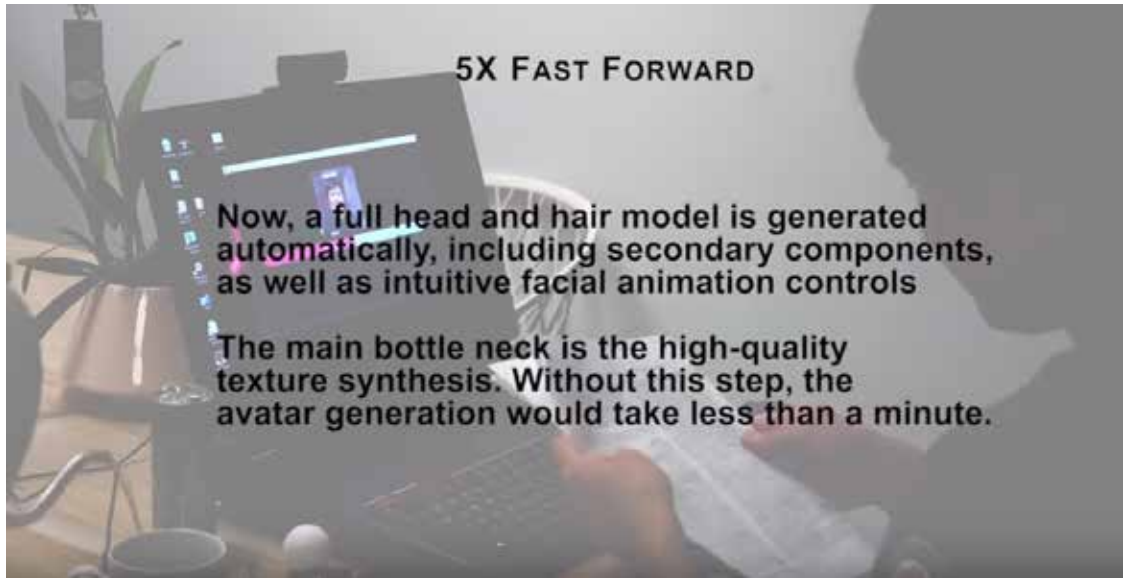 5X FAST FORWARD
Now, a full head and hair model is generated
automatically, including secondary components,
as well as intuitive facial animation controls
The main bottle neck is the high-quality
texture synthesis. Without this step, the
avatar generation would take less than a minute.